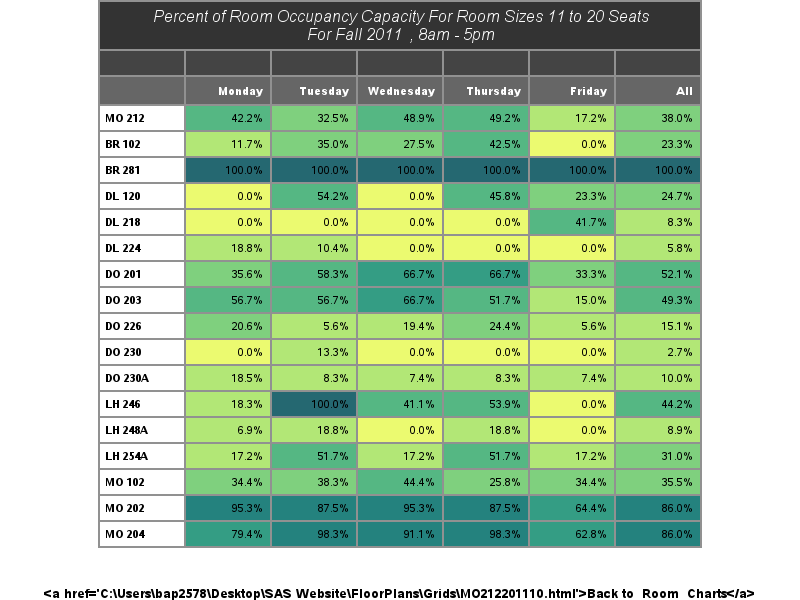 Percent of Room Occupancy Capacity For Room Sizes 11 to 20 Seats
For Fall 2011 , 8am - 5pm
Monday Tuesday Wednesday Thursday Friday All
MO 212 42.2% 32.5% 48.9% 49.2% 17.2% 38.0%
BR 102 11.7% 35.0% 27.5% 42.5% 0.0% 23.3%
BR 281 100.0% 100.0% 100.0% 100.0% 100.0% 100.0%
DL 120 0.0% 54.2% 0.0% 45.8% 23.3% 24.7%
DL 218 0.0% 0.0% 0.0% 0.0% 41.7% 8.3%
DL 224 18.8% 10.4% 0.0% 0.0% 0.0% 5.8%
DO 201 35.6% 58.3% 66.7% 66.7% 33.3% 52.1%
DO 203 56.7% 56.7% 66.7% 51.7% 15.0% 49.3%
DO 226 20.6% 5.6% 19.4% 24.4% 5.6% 15.1%
DO 230 0.0% 13.3% 0.0% 0.0% 0.0% 2.7%
DO 230A 18.5% 8.3% 7.4% 8.3% 7.4% 10.0%
LH 246 18.3% 100.0% 41.1% 53.9% 0.0% 44.2%
LH 248A 6.9% 18.8% 0.0% 18.8% 0.0% 8.9%
LH 254A 17.2% 51.7% 17.2% 51.7% 17.2% 31.0%
MO 102 34.4% 38.3% 44.4% 25.8% 34.4% 35.5%
MO 202 95.3% 87.5% 95.3% 87.5% 64.4% 86.0%
MO 204 79.4% 98.3% 91.1% 98.3% 62.8% 86.0%
<a href='C:\Users\bap2578\Desktop\SAS Website\FloorPlans\Grids\MO212201110.html'>Back to Room Charts</a>